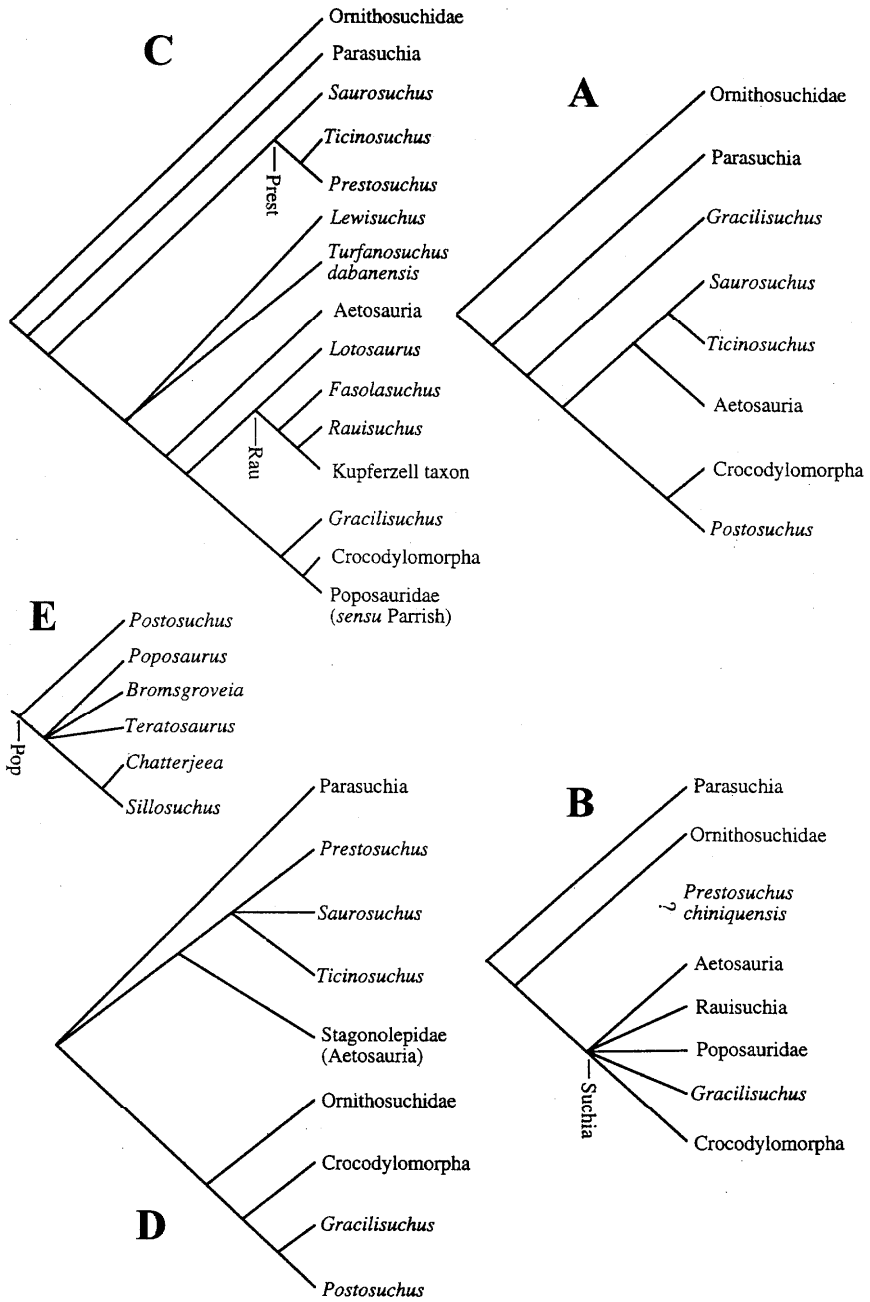 C
Ornithosuchidae
Parasuchia
Saurosuchus
Ticinosuchus
Prestosuchus
Prest
Lewisuchus
Turfanosuchus
dabanensis
Aetosauria
Lotosaurus
Fasolasuchus
Rauisuchus
Kupferzell taxon
Rau
Gracilisuchus
Crocodylomorpha
Poposauridae
(sensu Parrish)
A
Ornithosuchidae
Parasuchia
Gracilisuchus
Saurosuchus
Ticinosuchus
Aetosauria
Crocodylomorpha
Postosuchus
E
Postosuchus
Poposaurus
Bromsgroveia
Teratosaurus
Chatterjeea
Sillosuchus
Pop
D
Parasuchia
Prestosuchus
Saurosuchus
Ticinosuchus
Stagonolepidae
(Aetosauria)
Ornithosuchidae
Crocodylomorpha
Gracilisuchus
Postosuchus
B
Parasuchia
Ornithosuchidae
Prestosuchus
? chiniquensis
Aetosauria
Rauisuchia
Poposauridae
Gracilisuchus
Crocodylomorpha
Suchia